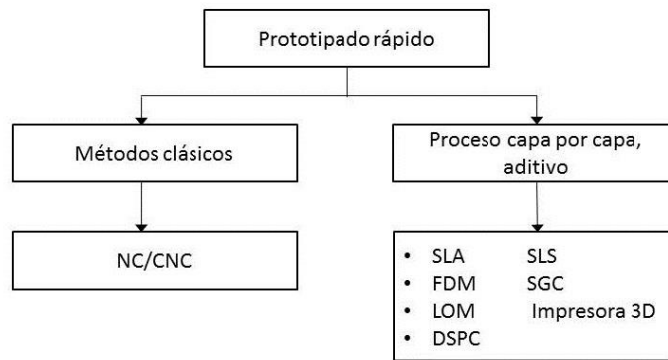 Prototipado rápido
Métodos clásicos
Proceso capa por capa,
aditivo
NC/CNC
• SLA SLS
• FDM SGC
• LOM Impresora 3D
• DSPC